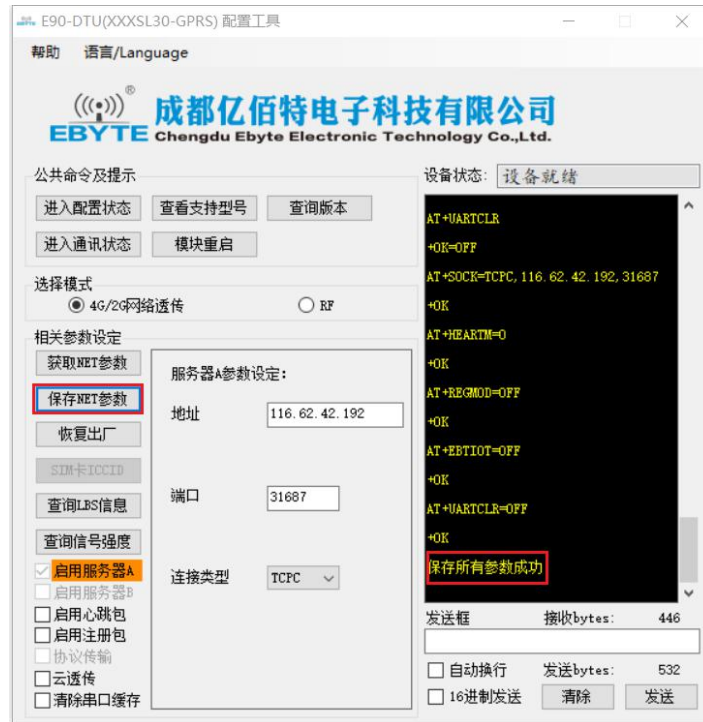 E90-DTU(XXXSL30-GPRS) 配置工具
帮助 语言/Language
((( ))) ®
EBYTE
成都亿佰特电子科技有限公司
Chengdu Ebyte Electronic Technology Co.,Ltd.
公共命令及提示
进入配置状态 查看支持型号 查询版本
进入通讯状态 模块重启
选择模式
4G/2G网络透传 RF
相关参数设定
获取NET参数
保存NET参数
恢复出厂
SIM卡ICCID
查询LBS信息
查询信号强度
启用服务器A
启用服务器B
启用心跳包
启用注册包
协议传输
云透传
清除串口缓存
服务器A参数设定:
地址 116.62.42.192
端口 31687
连接类型 TCPC
设备状态: 设备就绪
AT+UARTCLR
+OK=OFF
AT+SOCK=TCPC,116.62.42.192,31687
+OK
AT+HEARTM=0
+OK
AT+REGMOD=OFF
+OK
AT+EBTIOT=OFF
+OK
AT+UARTCLR=OFF
+OK
保存所有参数成功
发送框 接收bytes: 446
自动换行 发送bytes: 532
16进制发送 清除 发送